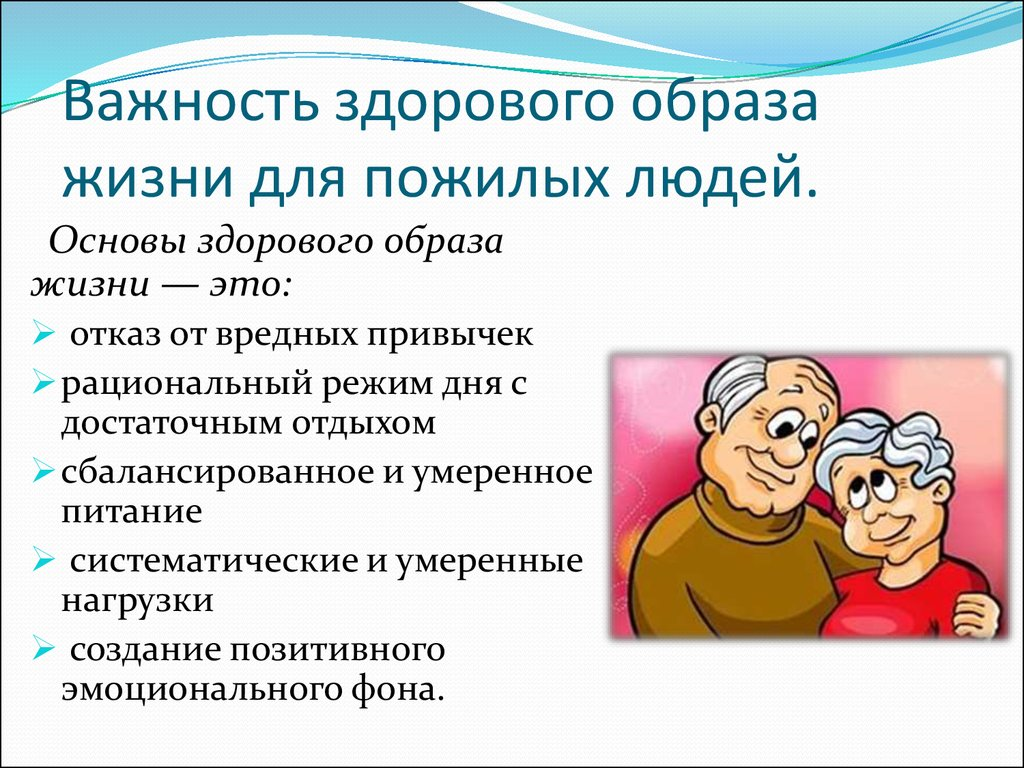 Важность здорового образа
жизни для пожилых людей.
Основы здорового образа
жизни — это:
отказ от вредных привычек
рациональный режим дня с
достаточным отдыхом
сбалансированное и умеренное
питание
систематические и умеренные
нагрузки
создание позитивного
эмоционального фона.